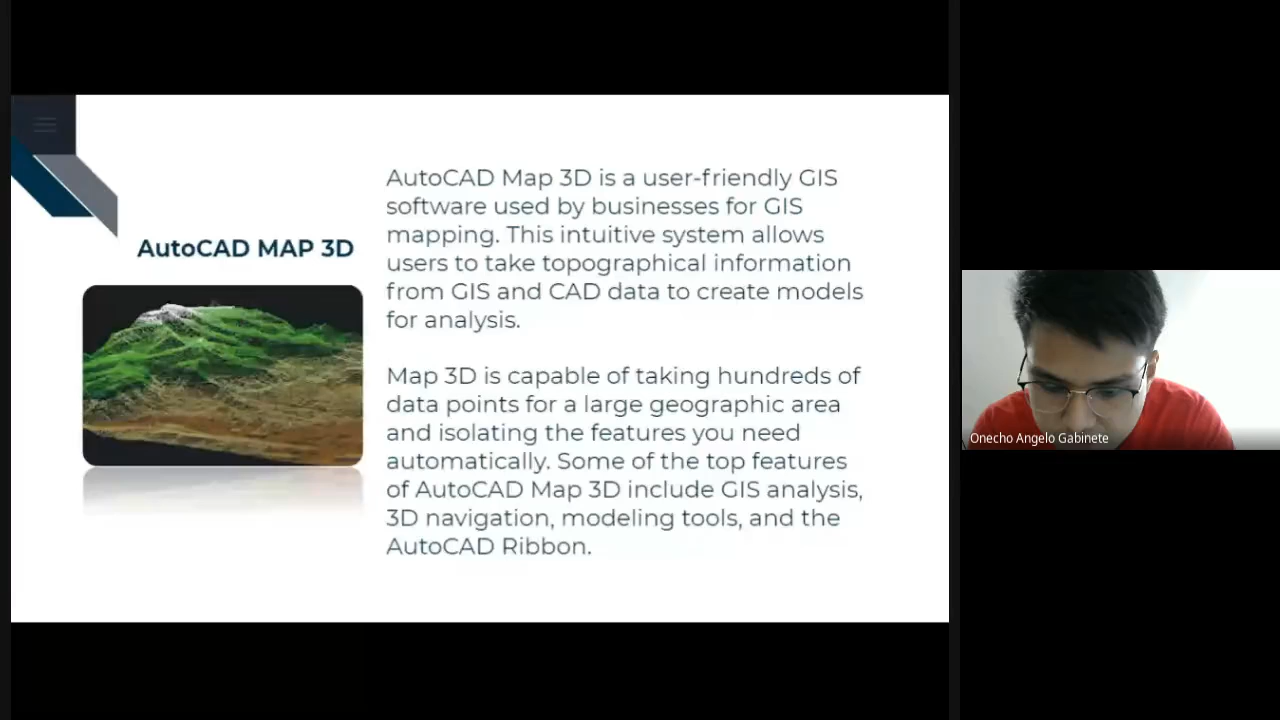 AutoCAD MAP 3D
AutoCAD Map 3D is a user-friendly GIS
software used by businesses for GIS
mapping. This intuitive system allows
users to take topographical information
from GIS and CAD data to create models
for analysis.
Map 3D is capable of taking hundreds of
data points for a large geographic area
and isolating the features you need
automatically. Some of the top features
of AutoCAD Map 3D include GIS analysis,
3D navigation, modeling tools, and the
AutoCAD Ribbon.
Onecho Angelo Gabinete